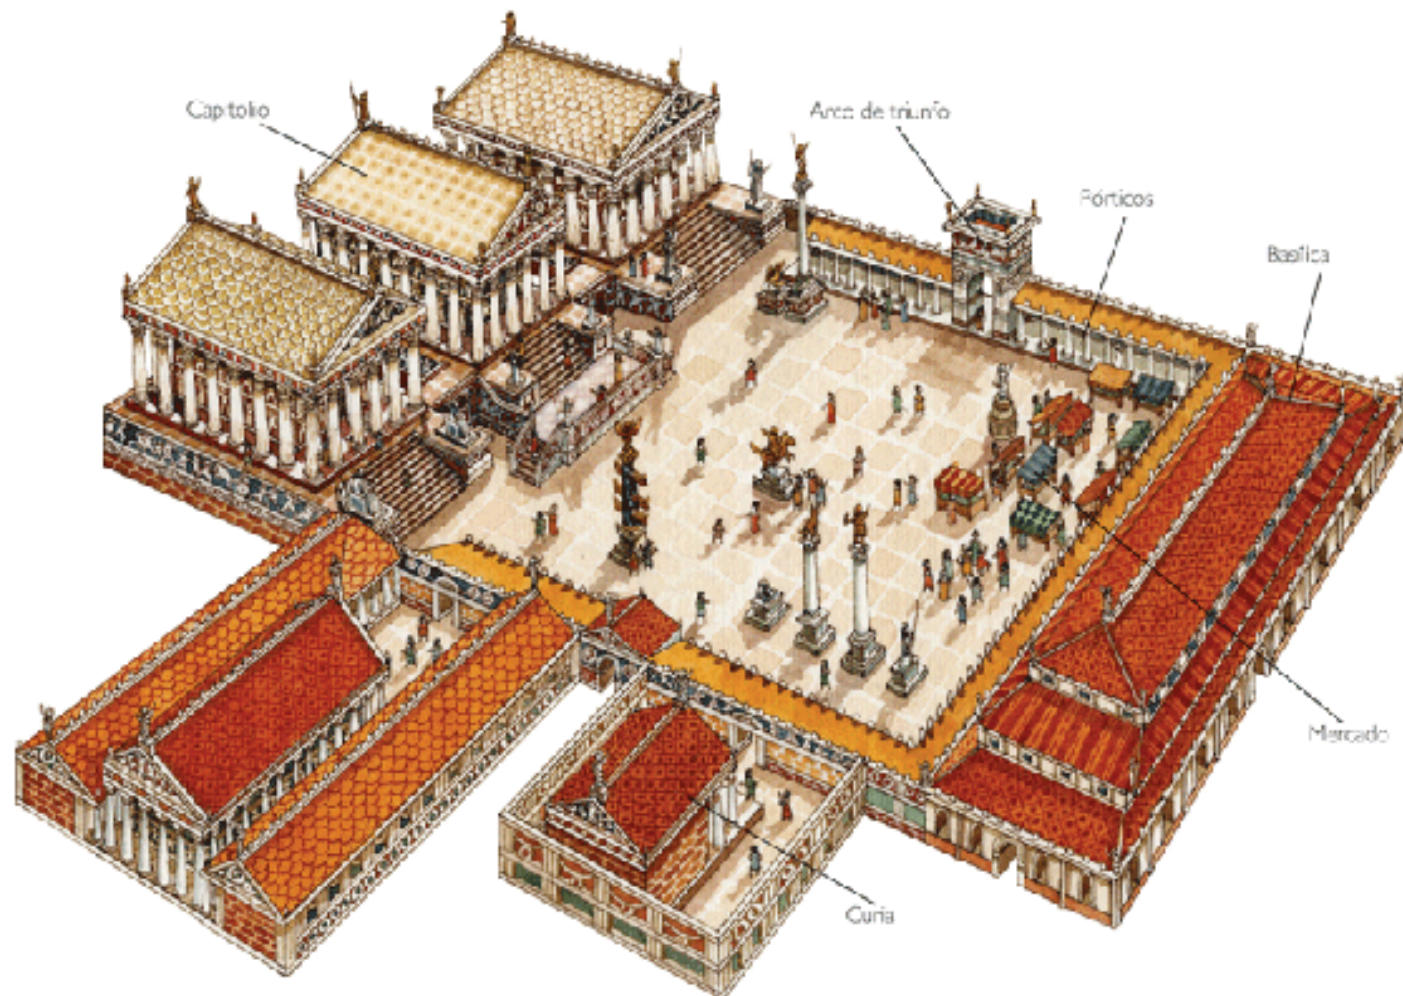 Capitolio
Arco de triunfo
Pórticos
Basílica
Mercado
Curia